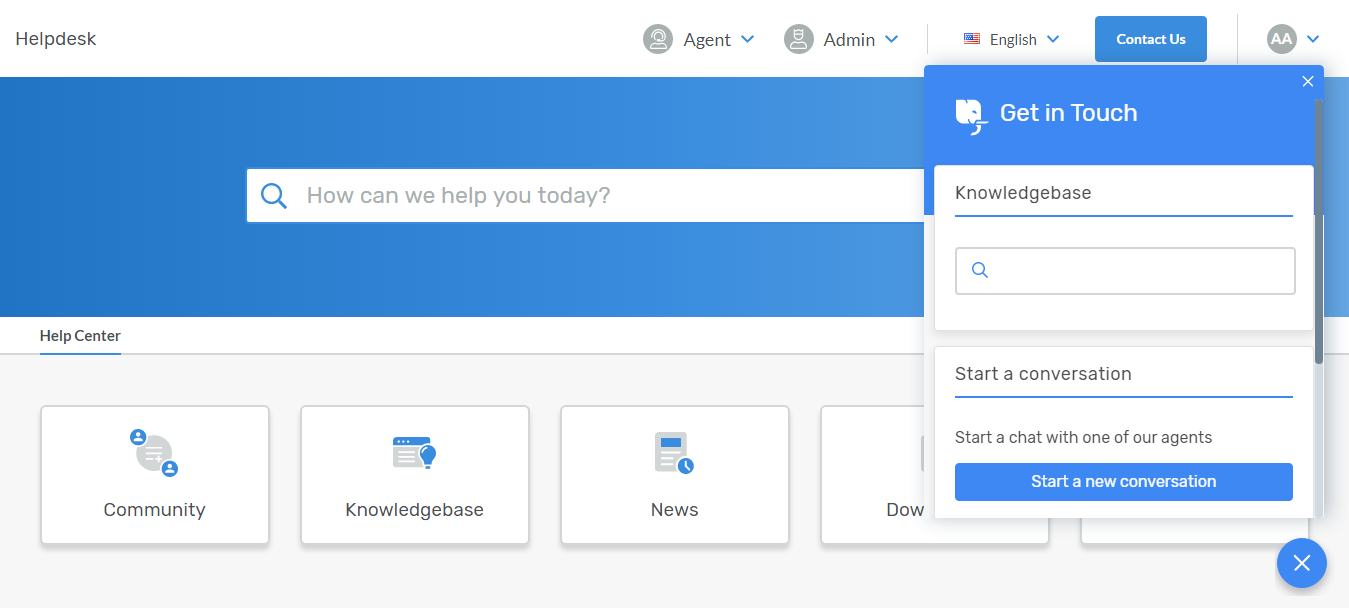 Helpdesk
Agent
Admin
English
Contact Us
AA
Get in Touch
How can we help you today?
Knowledgebase
Help Center
Start a conversation
Start a chat with one of our agents
Start a new conversation
Community
Knowledgebase
News
Dow